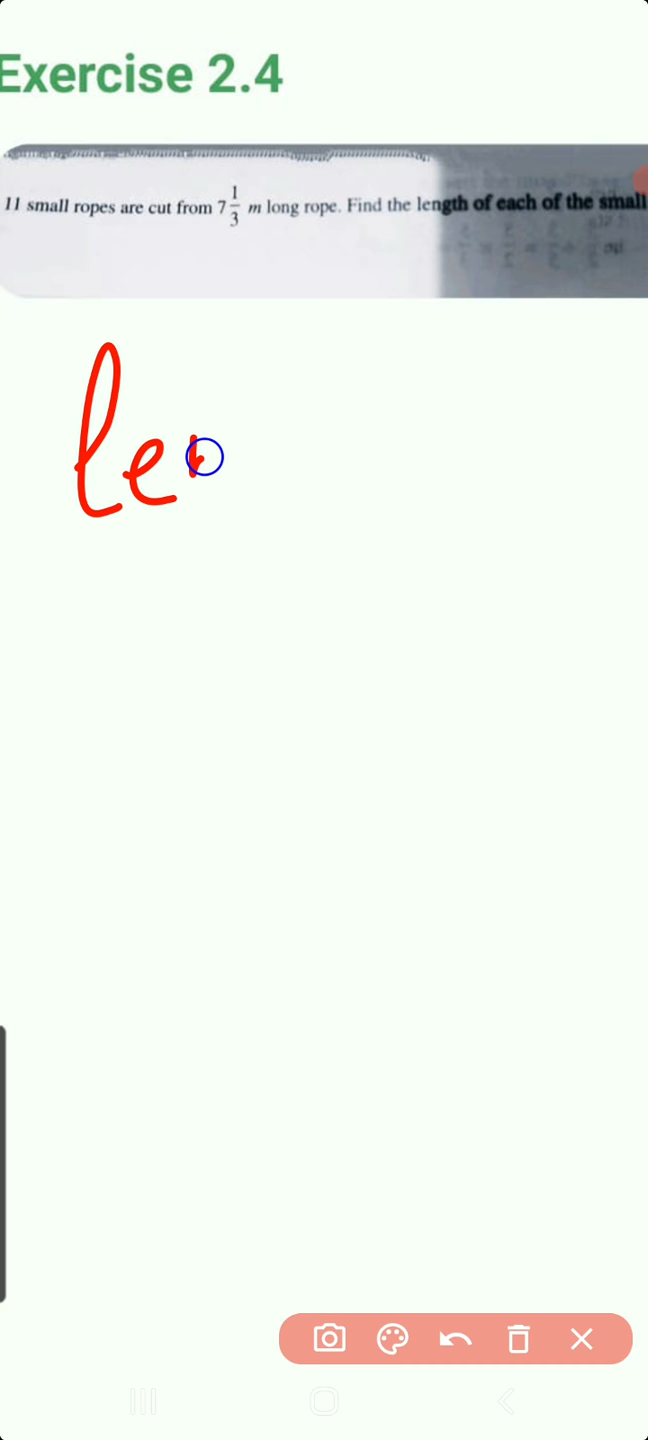 Exercise 2.4
11 small ropes are cut from 7 1/3 m long rope. Find the length of each of the small
le